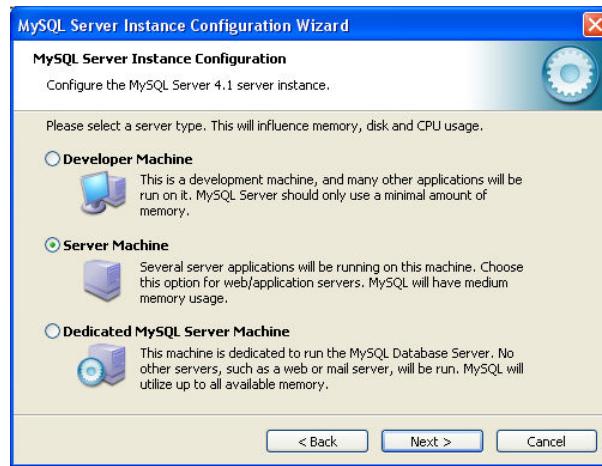 MySQL Server Instance Configuration Wizard
MySQL Server Instance Configuration
Configure the MySQL Server 4.1 server instance.
Please select a server type. This will influence memory, disk and CPU usage.
Developer Machine
This is a development machine, and many other applications will be
run on it. MySQL Server should only use a minimal amount of
memory.
Server Machine
Several server applications will be running on this machine. Choose
this option for web/application servers. MySQL will have medium
memory usage.
Dedicated MySQL Server Machine
This machine is dedicated to run the MySQL Database Server. No
other servers, such as a web or mail server, will be run. MySQL will
utilize up to all available memory.
< Back Next > Cancel